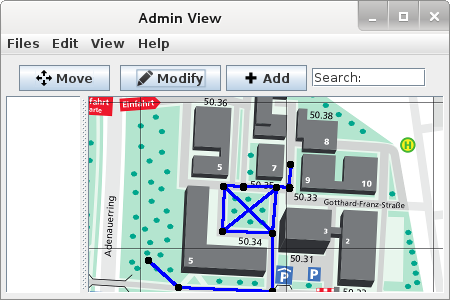 Admin View
Files Edit View Help
Move Modify Add Search:
fahrt
arte
Einfahrt
50.36
50.38
8
5
7
9
10
50.35
50.33
Gotthard-Franz-Straße
Adenauerring
50.34
3
2
50.31
5
P
P
H
50.32